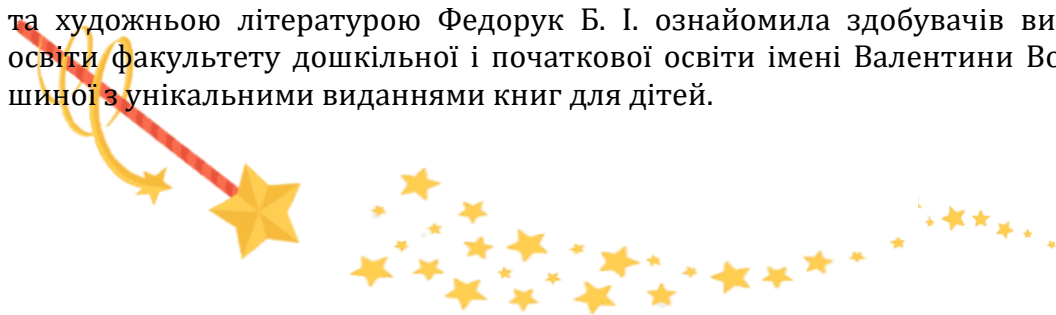 та художньою літературою Федорук Б. І. ознайомила здобувачів ви
освіти факультету дошкільної і початкової освіти імені Валентини Во
шиної з унікальними виданнями книг для дітей.